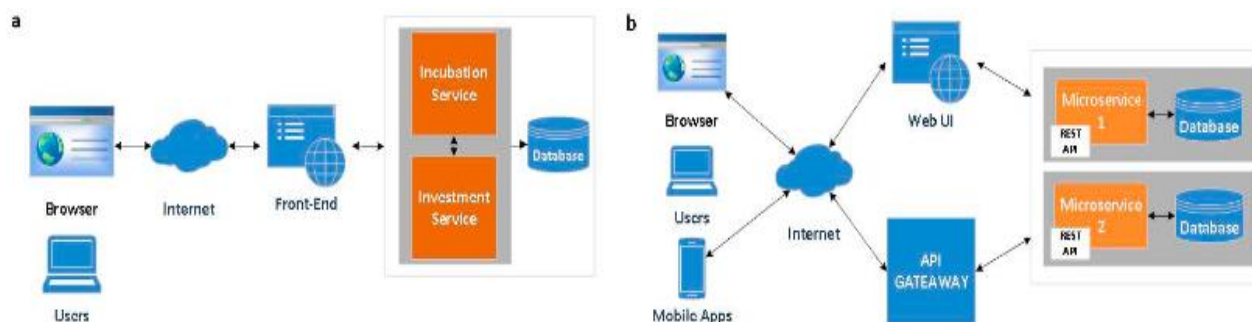 a
Incubation
Service
Investment
Service
Database
Browser
Internet
Front-End
Users
b
Browser
Users
Mobile Apps
Internet
Web UI
API
GATEAWAY
Microservice
1
REST
API
Database
Microservice
2
REST
API
Database